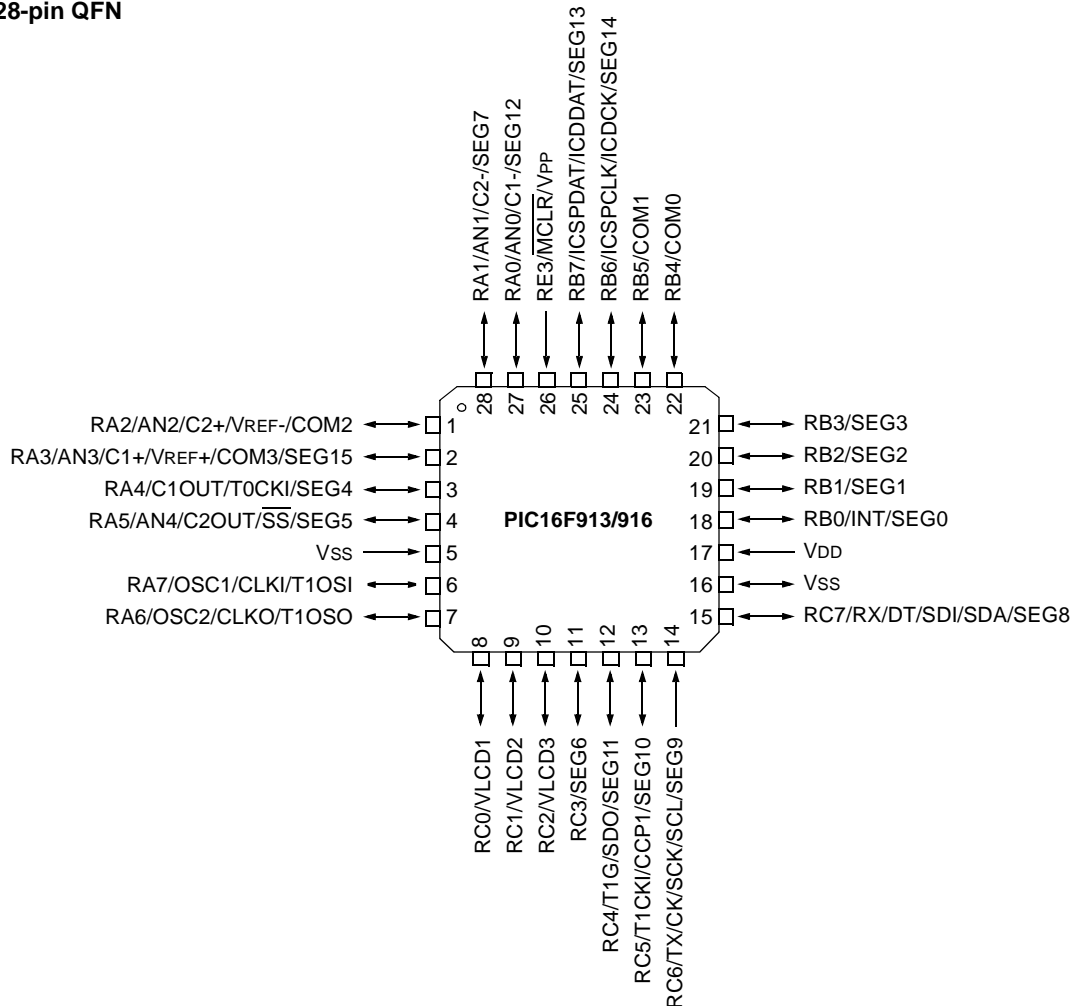 28-pin QFN
RA1/AN1/C2-/SEG7
RA0/AN0/C1-/SEG12
RE3/MCLR/VPP
RB7/ICSPDAT/ICDDAT/SEG13
RB6/ICSPCLK/ICDCK/SEG14
RB5/COM1
RB4/COM0
28
27
26
25
24
23
22
RA2/AN2/C2+/VREF-/COM2
1
RA3/AN3/C1+/VREF+/COM3/SEG15
2
RA4/C1OUT/T0CKI/SEG4
3
RA5/AN4/C2OUT/SS/SEG5
4
VSS
5
RA7/OSC1/CLKI/T1OSI
6
RA6/OSC2/CLKO/T1OSO
7
PIC16F913/916
21
RB3/SEG3
20
RB2/SEG2
19
RB1/SEG1
18
RB0/INT/SEG0
17
VDD
16
VSS
15
RC7/RX/DT/SDI/SDA/SEG8
8
9
10
11
12
13
14
RC0/VLCD1
RC1/VLCD2
RC2/VLCD3
RC3/SEG6
RC4/T1G/SDO/SEG11
RC5/T1CKI/CCP1/SEG10
RC6/TX/CK/SCK/SCL/SEG9